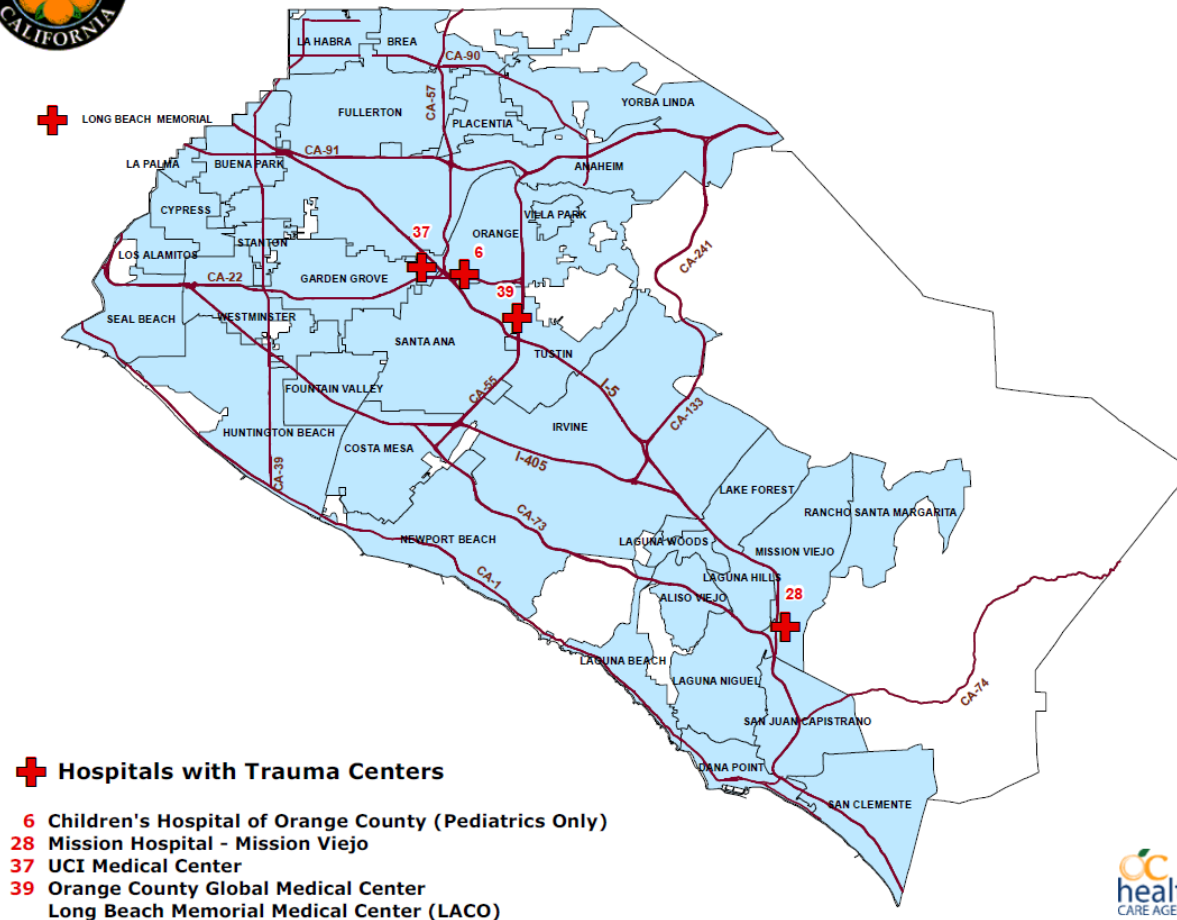 CALIFORNIA
LA HABRA
BREA
CA-90
YORBA LINDA
CA-57
FULLERTON
PLACENTIA
LONG BEACH MEMORIAL
CA-91
LA PALMA
BUENA PARK
ANAHEIM
CYPRESS
VILLA PARK
37
ORANGE
STANTON
6
LOS ALAMITOS
CA-241
CA-22
GARDEN GROVE
39
SEAL BEACH
WESTMINSTER
SANTA ANA
TUSTIN
I-5
FOUNTAIN VALLEY
CA-55
CA-133
IRVINE
HUNTINGTON BEACH
COSTA MESA
I-405
CA-39
LAKE FOREST
RANCHO SANTA MARGARITA
CA-73
NEWPORT BEACH
LAGUNA WOODS
MISSION VIEJO
CA-1
LAGUNA HILLS
28
ALISO VIEJO
LAGUNA BEACH
LAGUNA NIGUEL
CA-74
SAN JUAN CAPISTRANO
DANA POINT
SAN CLEMENTE
Hospitals with Trauma Centers
6 Children's Hospital of Orange County (Pediatrics Only)
28 Mission Hospital - Mission Viejo
37 UCI Medical Center
39 Orange County Global Medical Center
Long Beach Memorial Medical Center (LACO)
OC
heal
CARE AGE